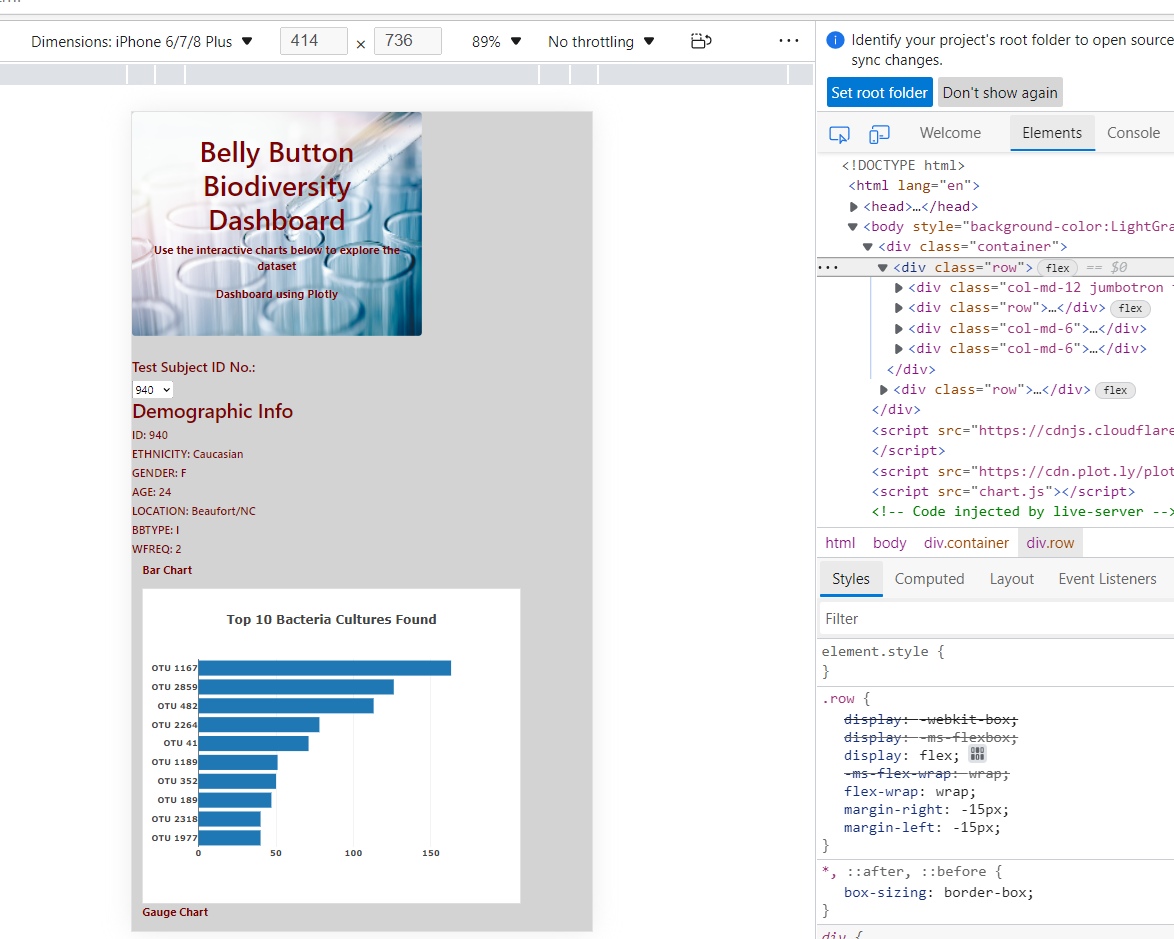 Dimensions: iPhone 6/7/8 Plus ▼ 414 × 736 89% ▼ No throttling ▼ ···
Belly Button
Biodiversity
Dashboard
Use the interactive charts below to explore the
dataset
Dashboard using Plotly
Test Subject ID No.:
940
Demographic Info
ID: 940
ETHNICITY: Caucasian
GENDER: F
AGE: 24
LOCATION: Beaufort/NC
BBTYPE: I
WFREQ: 2
Bar Chart
Top 10 Bacteria Cultures Found
OTU 1167
OTU 2859
OTU 482
OTU 2264
OTU 41
OTU 1189
OTU 352
OTU 189
OTU 2318
OTU 1977
0 50 100 150
Gauge Chart
Identify your project's root folder to open source
sync changes.
Set root folder Don't show again
Welcome Elements Console
<!DOCTYPE html>
<html lang="en">
▶ <head>…</head>
▼ <body style="background-color:LightGra
▼ <div class="container">
··· ▼ <div class="row"> flex == $0
▶ <div class="col-md-12 jumbotron
▶ <div class="row">…</div> flex
▶ <div class="col-md-6">…</div>
▶ <div class="col-md-6">…</div>
</div>
▶ <div class="row">…</div> flex
</div>
<script src="https://cdnjs.cloudflare
</script>
<script src="https://cdn.plot.ly/plot
<script src="chart.js"></script>
<!-- Code injected by live-server -->
html body div.container div.row
Styles Computed Layout Event Listeners
Filter
element.style {
}
.row {
display: -webkit-box;
display: -ms-flexbox;
display: flex;
-ms-flex-wrap: wrap;
flex-wrap: wrap;
margin-right: -15px;
margin-left: -15px;
}
*, ::after, ::before {
box-sizing: border-box;
}
div {